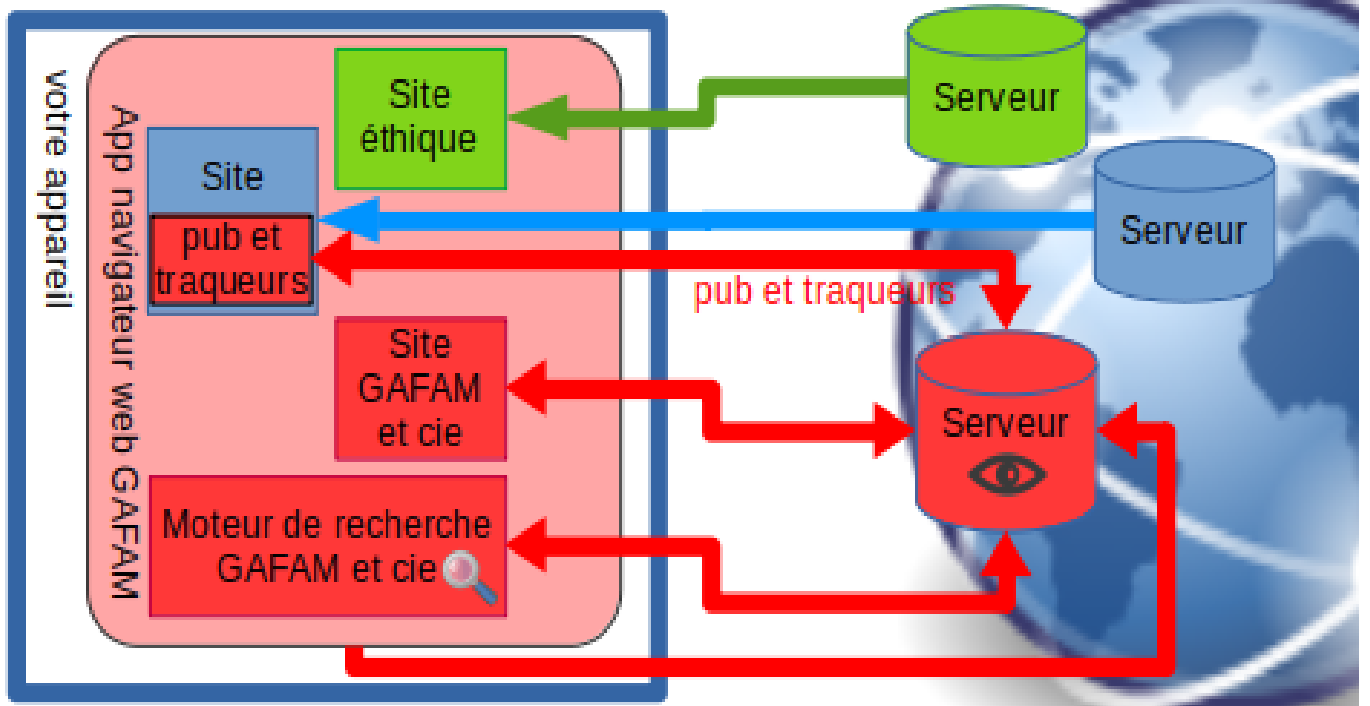 votre appareil
App navigateur web GAFAM
Site
éthique
Site
pub et
traqueurs
Site
GAFAM
et cie
Moteur de recherche
GAFAM et cie
pub et traqueurs
Serveur
Serveur
Serveur